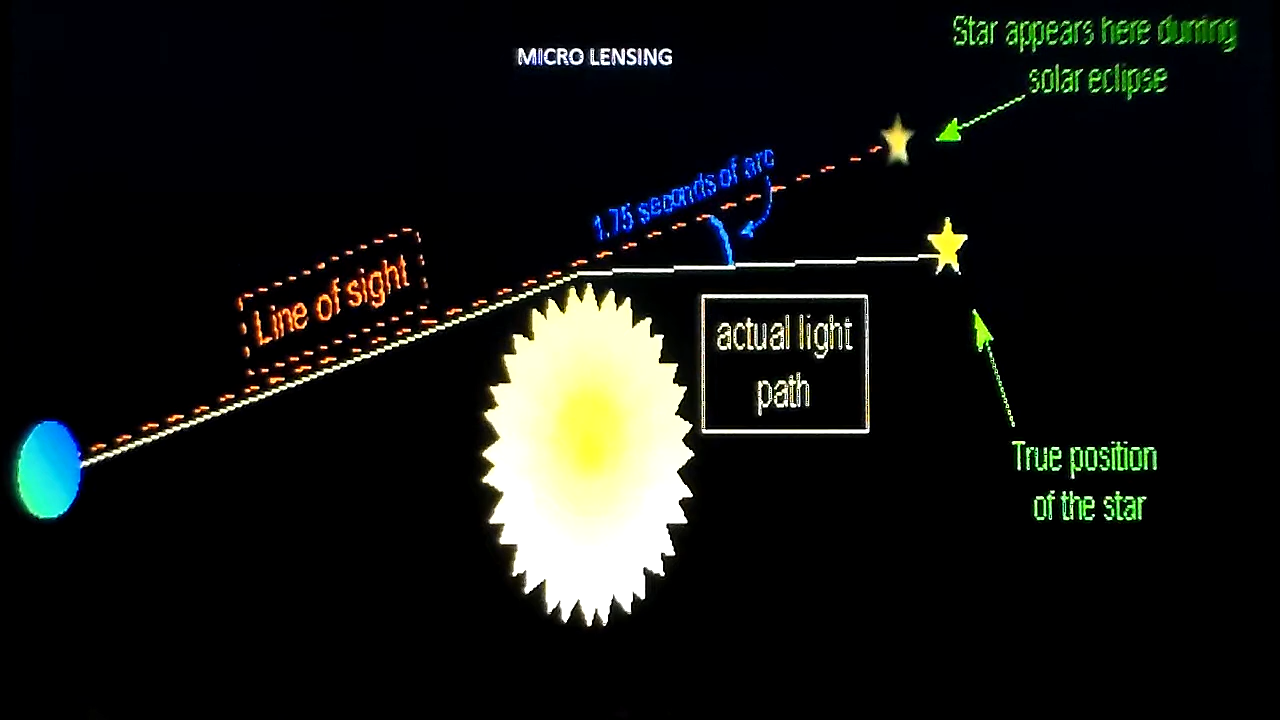 MICRO LENSING
Star appears here durring
solar eclipse
1.75 seconds of arc
Line of sight
actual light
path
True position
of the star